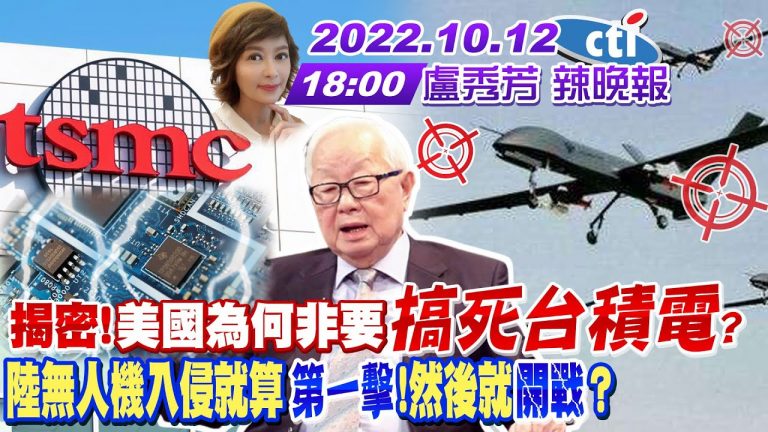 2022.10.12 cti
18:00 盧秀芳 辣晚報
tsmc
揭密!美國為何非要搞死台積電?
陸無人機入侵就算 第一擊!然後就開戰?